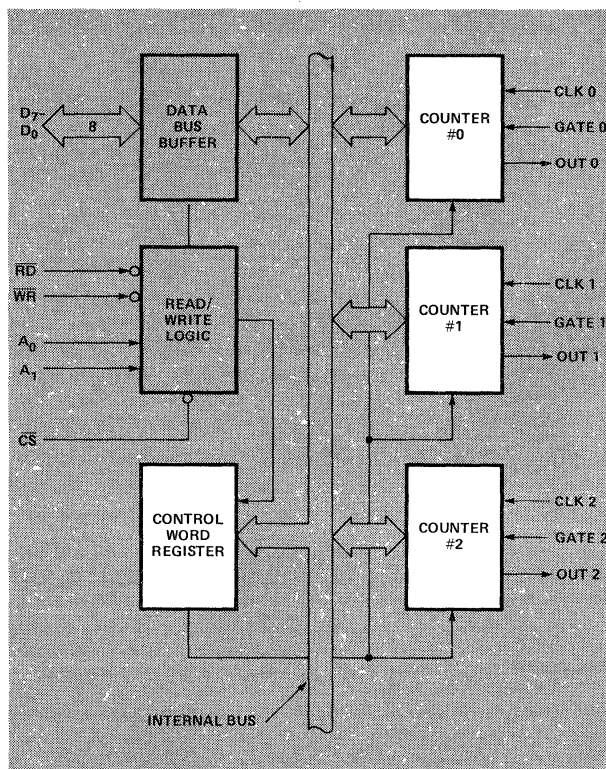 D7-
D0
8
DATA
BUS
BUFFER
COUNTER
#0
CLK 0
GATE 0
OUT 0
RD
WR
A0
A1
CS
READ/
WRITE
LOGIC
COUNTER
#1
CLK 1
GATE 1
OUT 1
CONTROL
WORD
REGISTER
COUNTER
#2
CLK 2
GATE 2
OUT 2
INTERNAL BUS